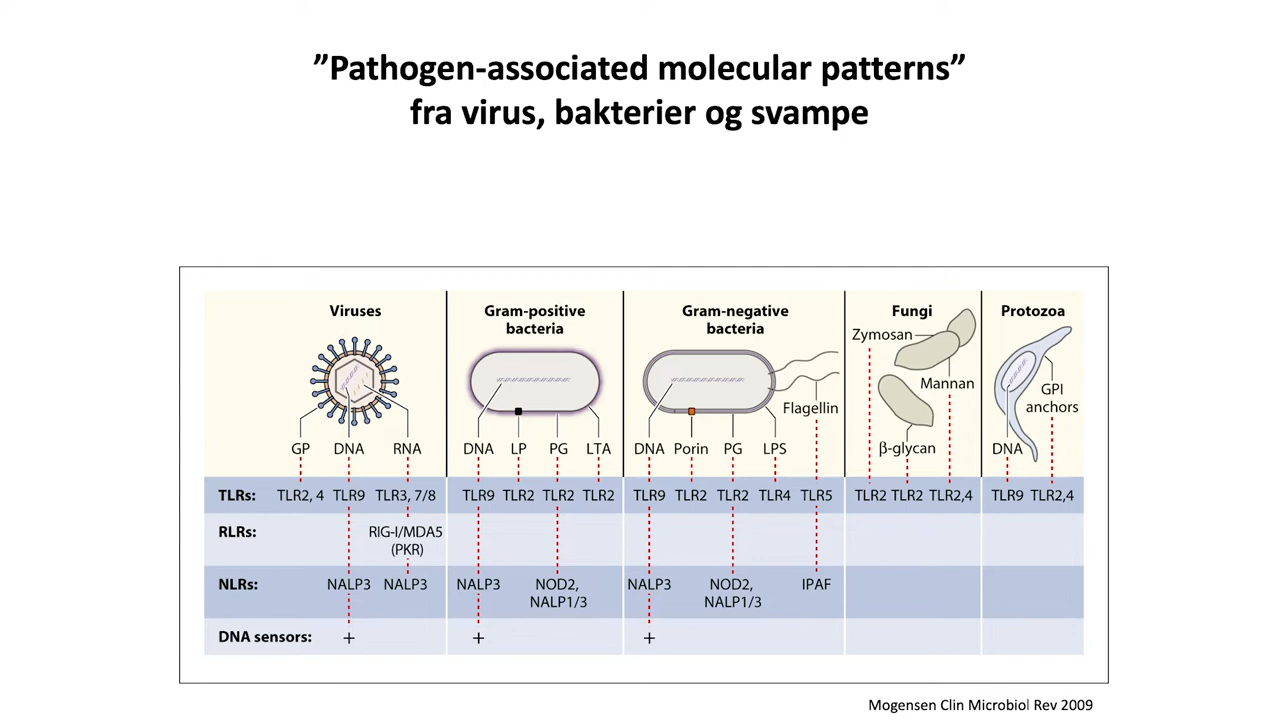 ”Pathogen-associated molecular patterns”
fra virus, bakterier og svampe
Viruses
GP DNA RNA
Gram-positive
bacteria
DNA LP PG LTA
Gram-negative
bacteria
Flagellin
DNA Porin PG LPS
Fungi
Zymosan
Mannan
β-glycan
Protozoa
GPI
anchors
DNA
TLRs: TLR2, 4 TLR9 TLR3, 7/8 TLR9 TLR2 TLR2 TLR2 TLR9 TLR2 TLR2 TLR4 TLR5 TLR2 TLR2 TLR2,4 TLR9 TLR2,4
RLRs: RIG-I/MDA5
(PKR)
NLRs: NALP3 NALP3 NALP3 NOD2, NALP3 NOD2, IPAF
NALP1/3 NALP1/3
DNA sensors: + + +
Mogensen Clin Microbiol Rev 2009